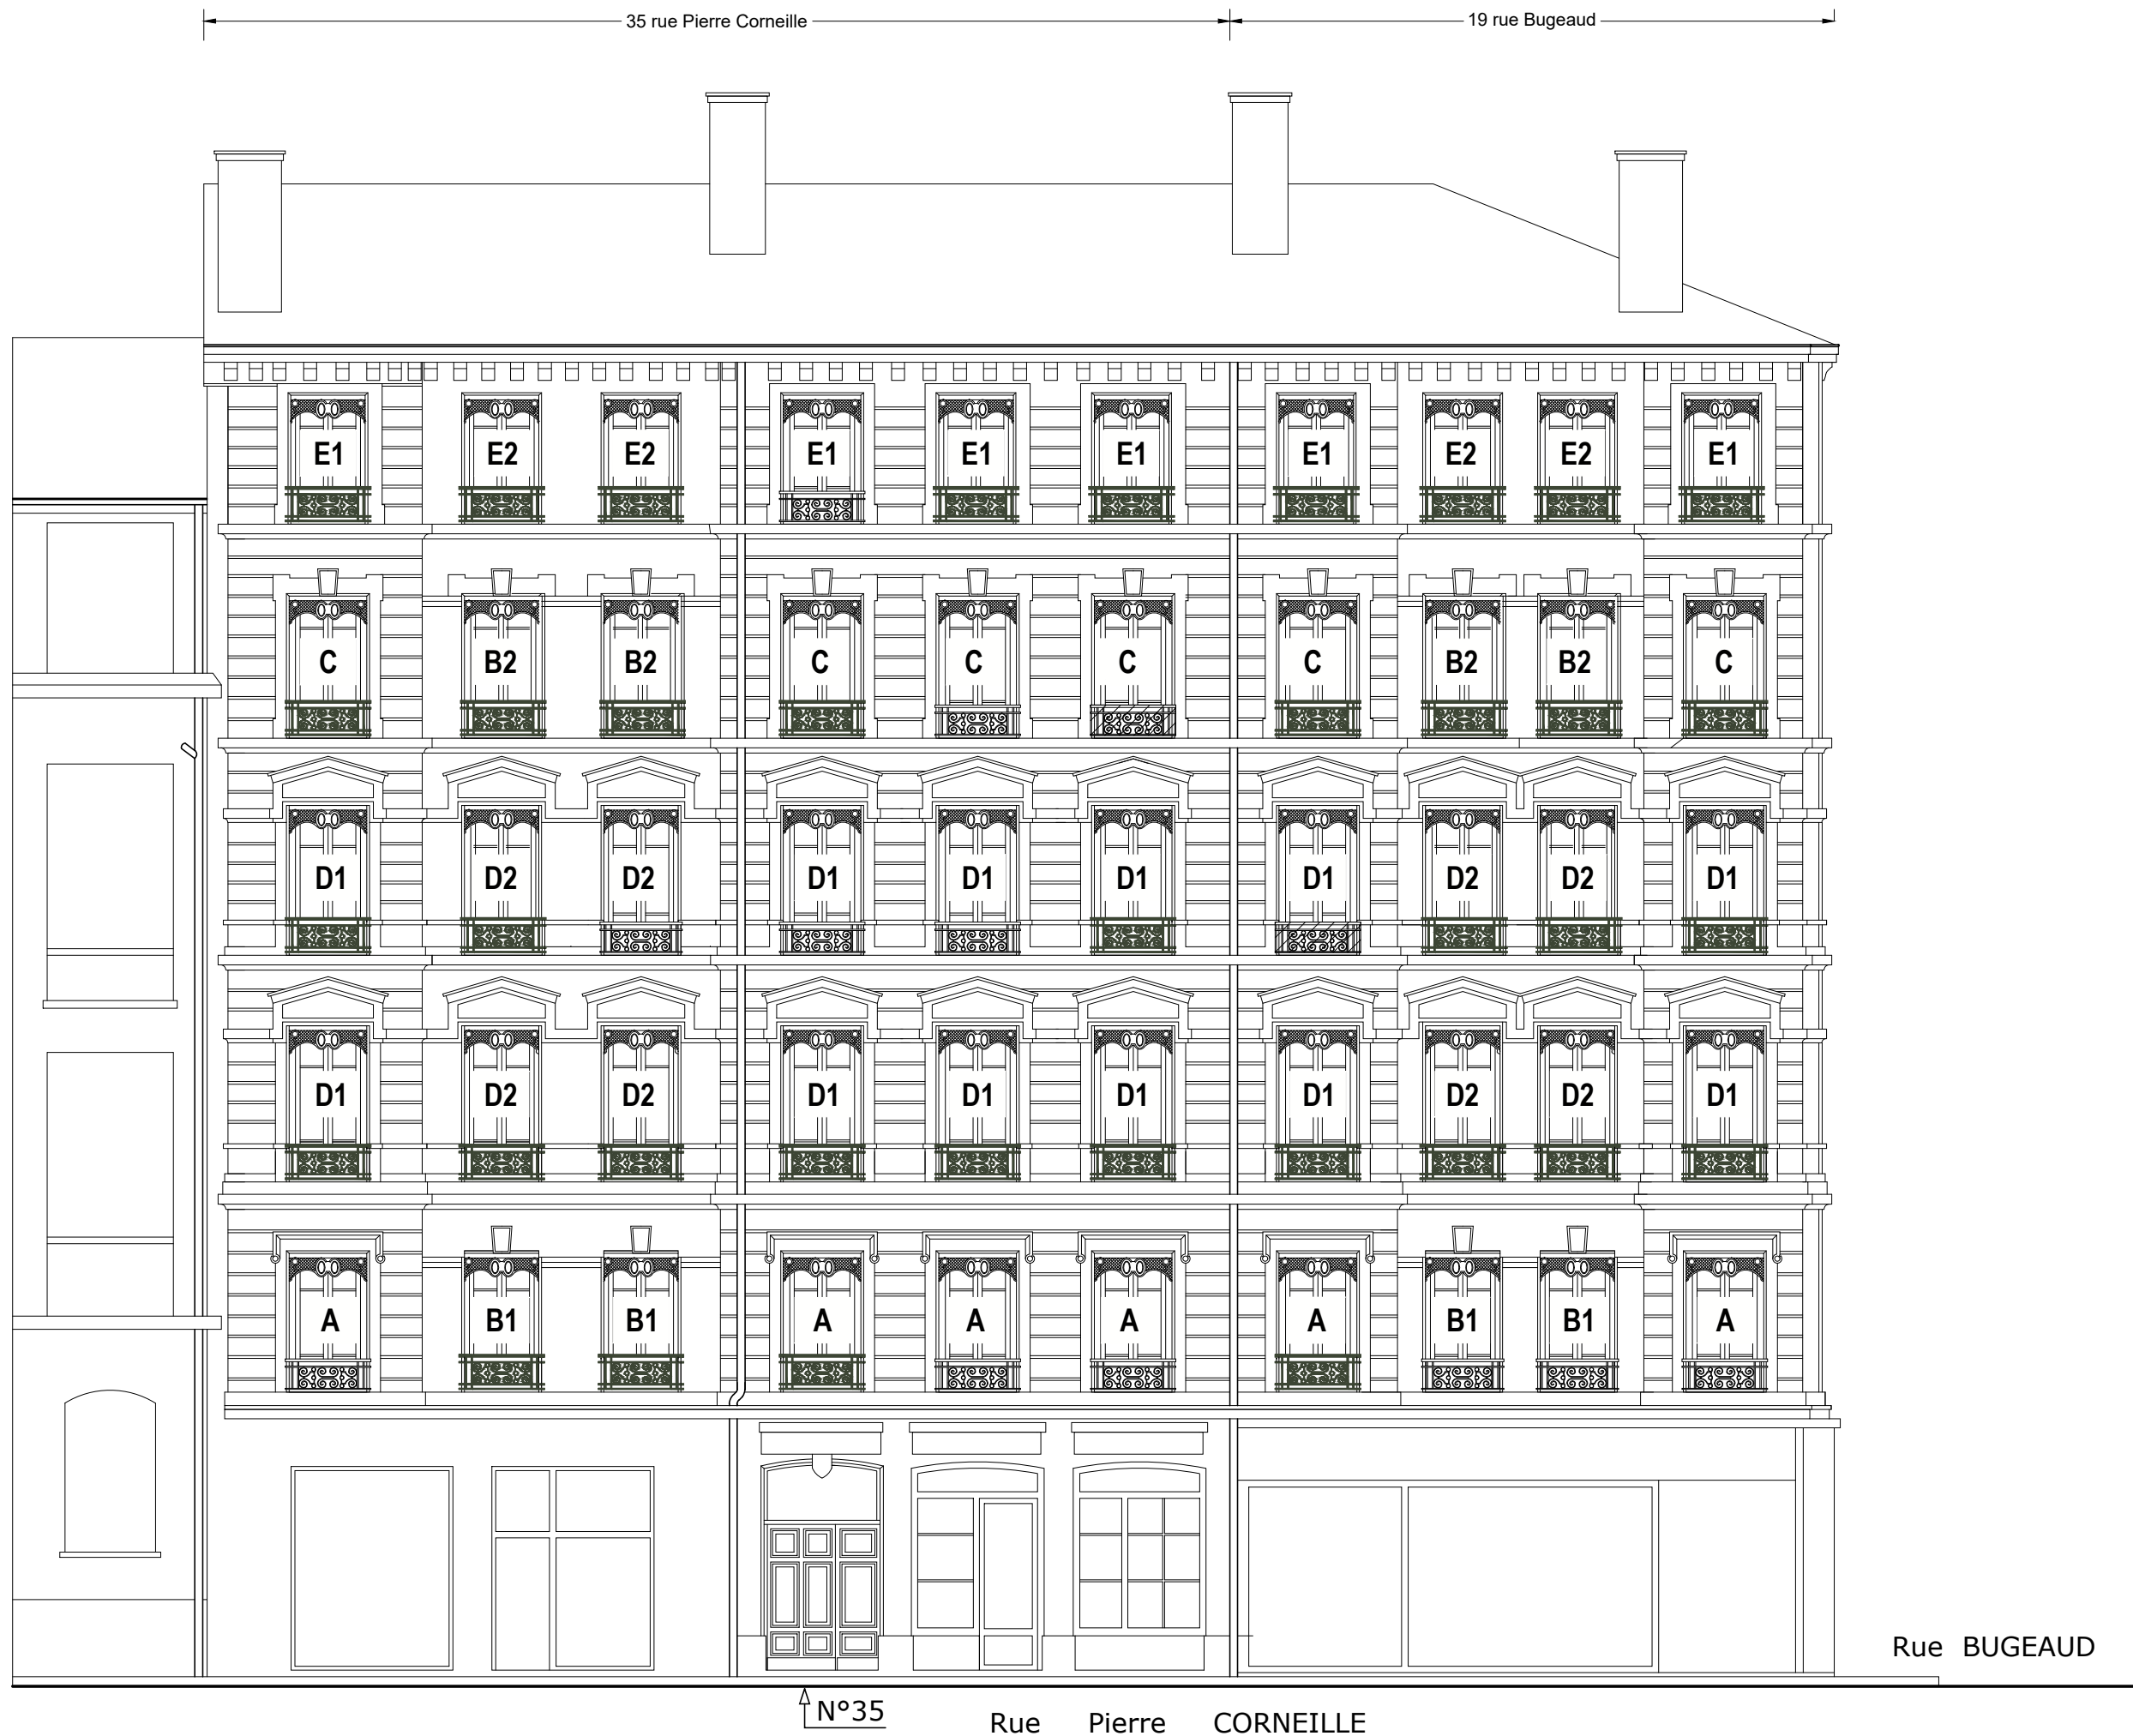 35 rue Pierre Corneille 19 rue Bugeaud
E1 E2 E2 E1 E1 E1 E1 E2 E2 E1
C B2 B2 C C C C B2 B2 C
D1 D2 D2 D1 D1 D1 D1 D2 D2 D1
D1 D2 D2 D1 D1 D1 D1 D2 D2 D1
A B1 B1 A A A A B1 B1 A
Rue BUGEAUD
N°35
Rue Pierre CORNEILLE